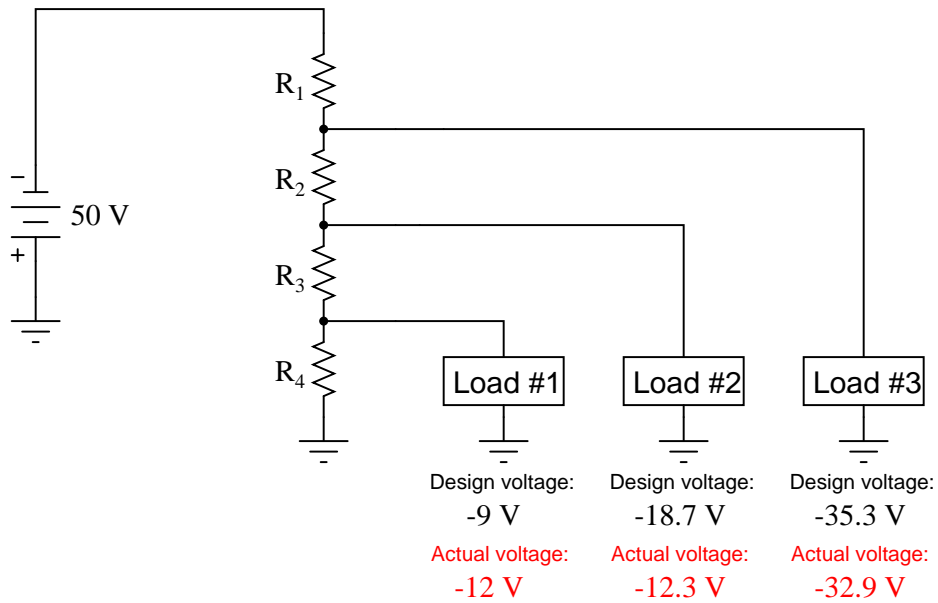 R1
−
R2
50 V
+
R3
R4
Load #1 Load #2 Load #3
Design voltage: Design voltage: Design voltage:
-9 V -18.7 V -35.3 V
Actual voltage: Actual voltage: Actual voltage:
-12 V -12.3 V -32.9 V